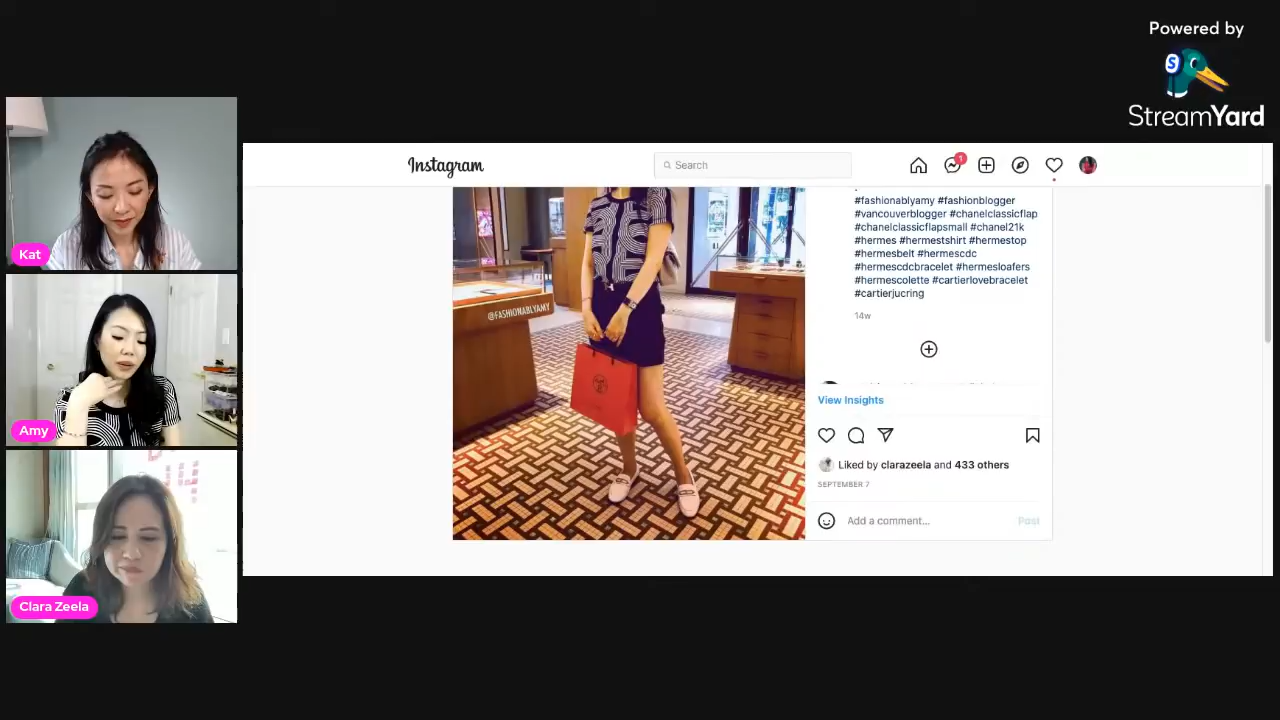 Powered by
StreamYard
Kat
Amy
Clara Zeela
Instagram
Search
1
@FASHIONABLYAMY
#fashionablyamy #fashionblogger
#vancouverblogger #chanelclassicflap
#chanelclassicflapsmall #chanel21k
#hermes #hermestshirt #hermestop
#hermesbelt #hermescdc
#hermescdcbracelet #hermesloafers
#hermescolette #cartierlovebracelet
#cartierjucring
14w
View Insights
Liked by clarazeela and 433 others
SEPTEMBER 7
Add a comment...
Post